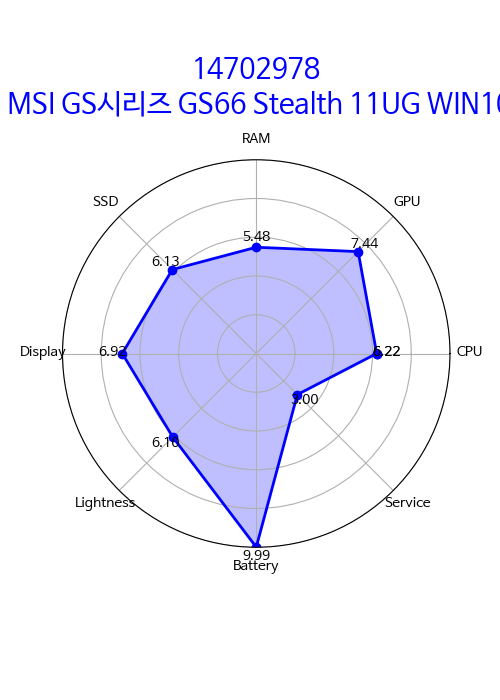 14702978
MSI GS시리즈 GS66 Stealth 11UG WIN10
RAM
SSD
GPU
5.48
7.44
6.13
Display
6.93
6.22
CPU
3.00
6.10
Lightness
Service
9.99
Battery